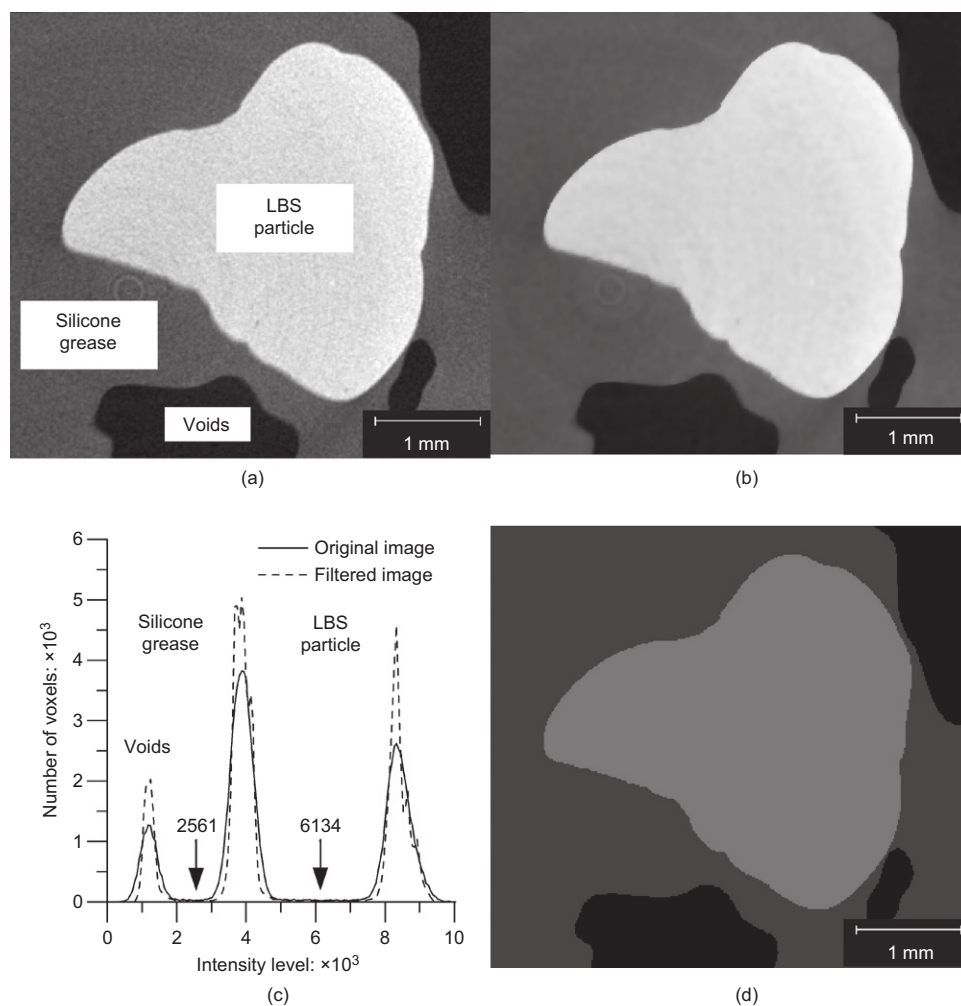 LBS
particle
Silicone
grease
Voids
1 mm
(a)
1 mm
(b)
6
5
4
3
2
1
0
Number of voxels: ×10³
Original image
Filtered image
Silicone
grease
LBS
particle
Voids
2561
6134
0
2
4
6
8
10
Intensity level: ×10³
(c)
1 mm
(d)